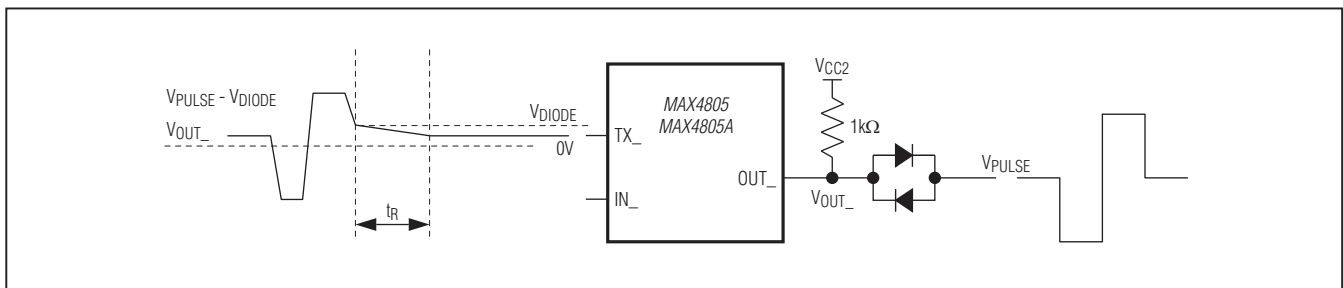 VPULSE - VDIODE
VOUT_
tR
VDIODE
0V
TX_
IN_
MAX4805
MAX4805A
OUT_
VCC2
1kΩ
VOUT_
VPULSE